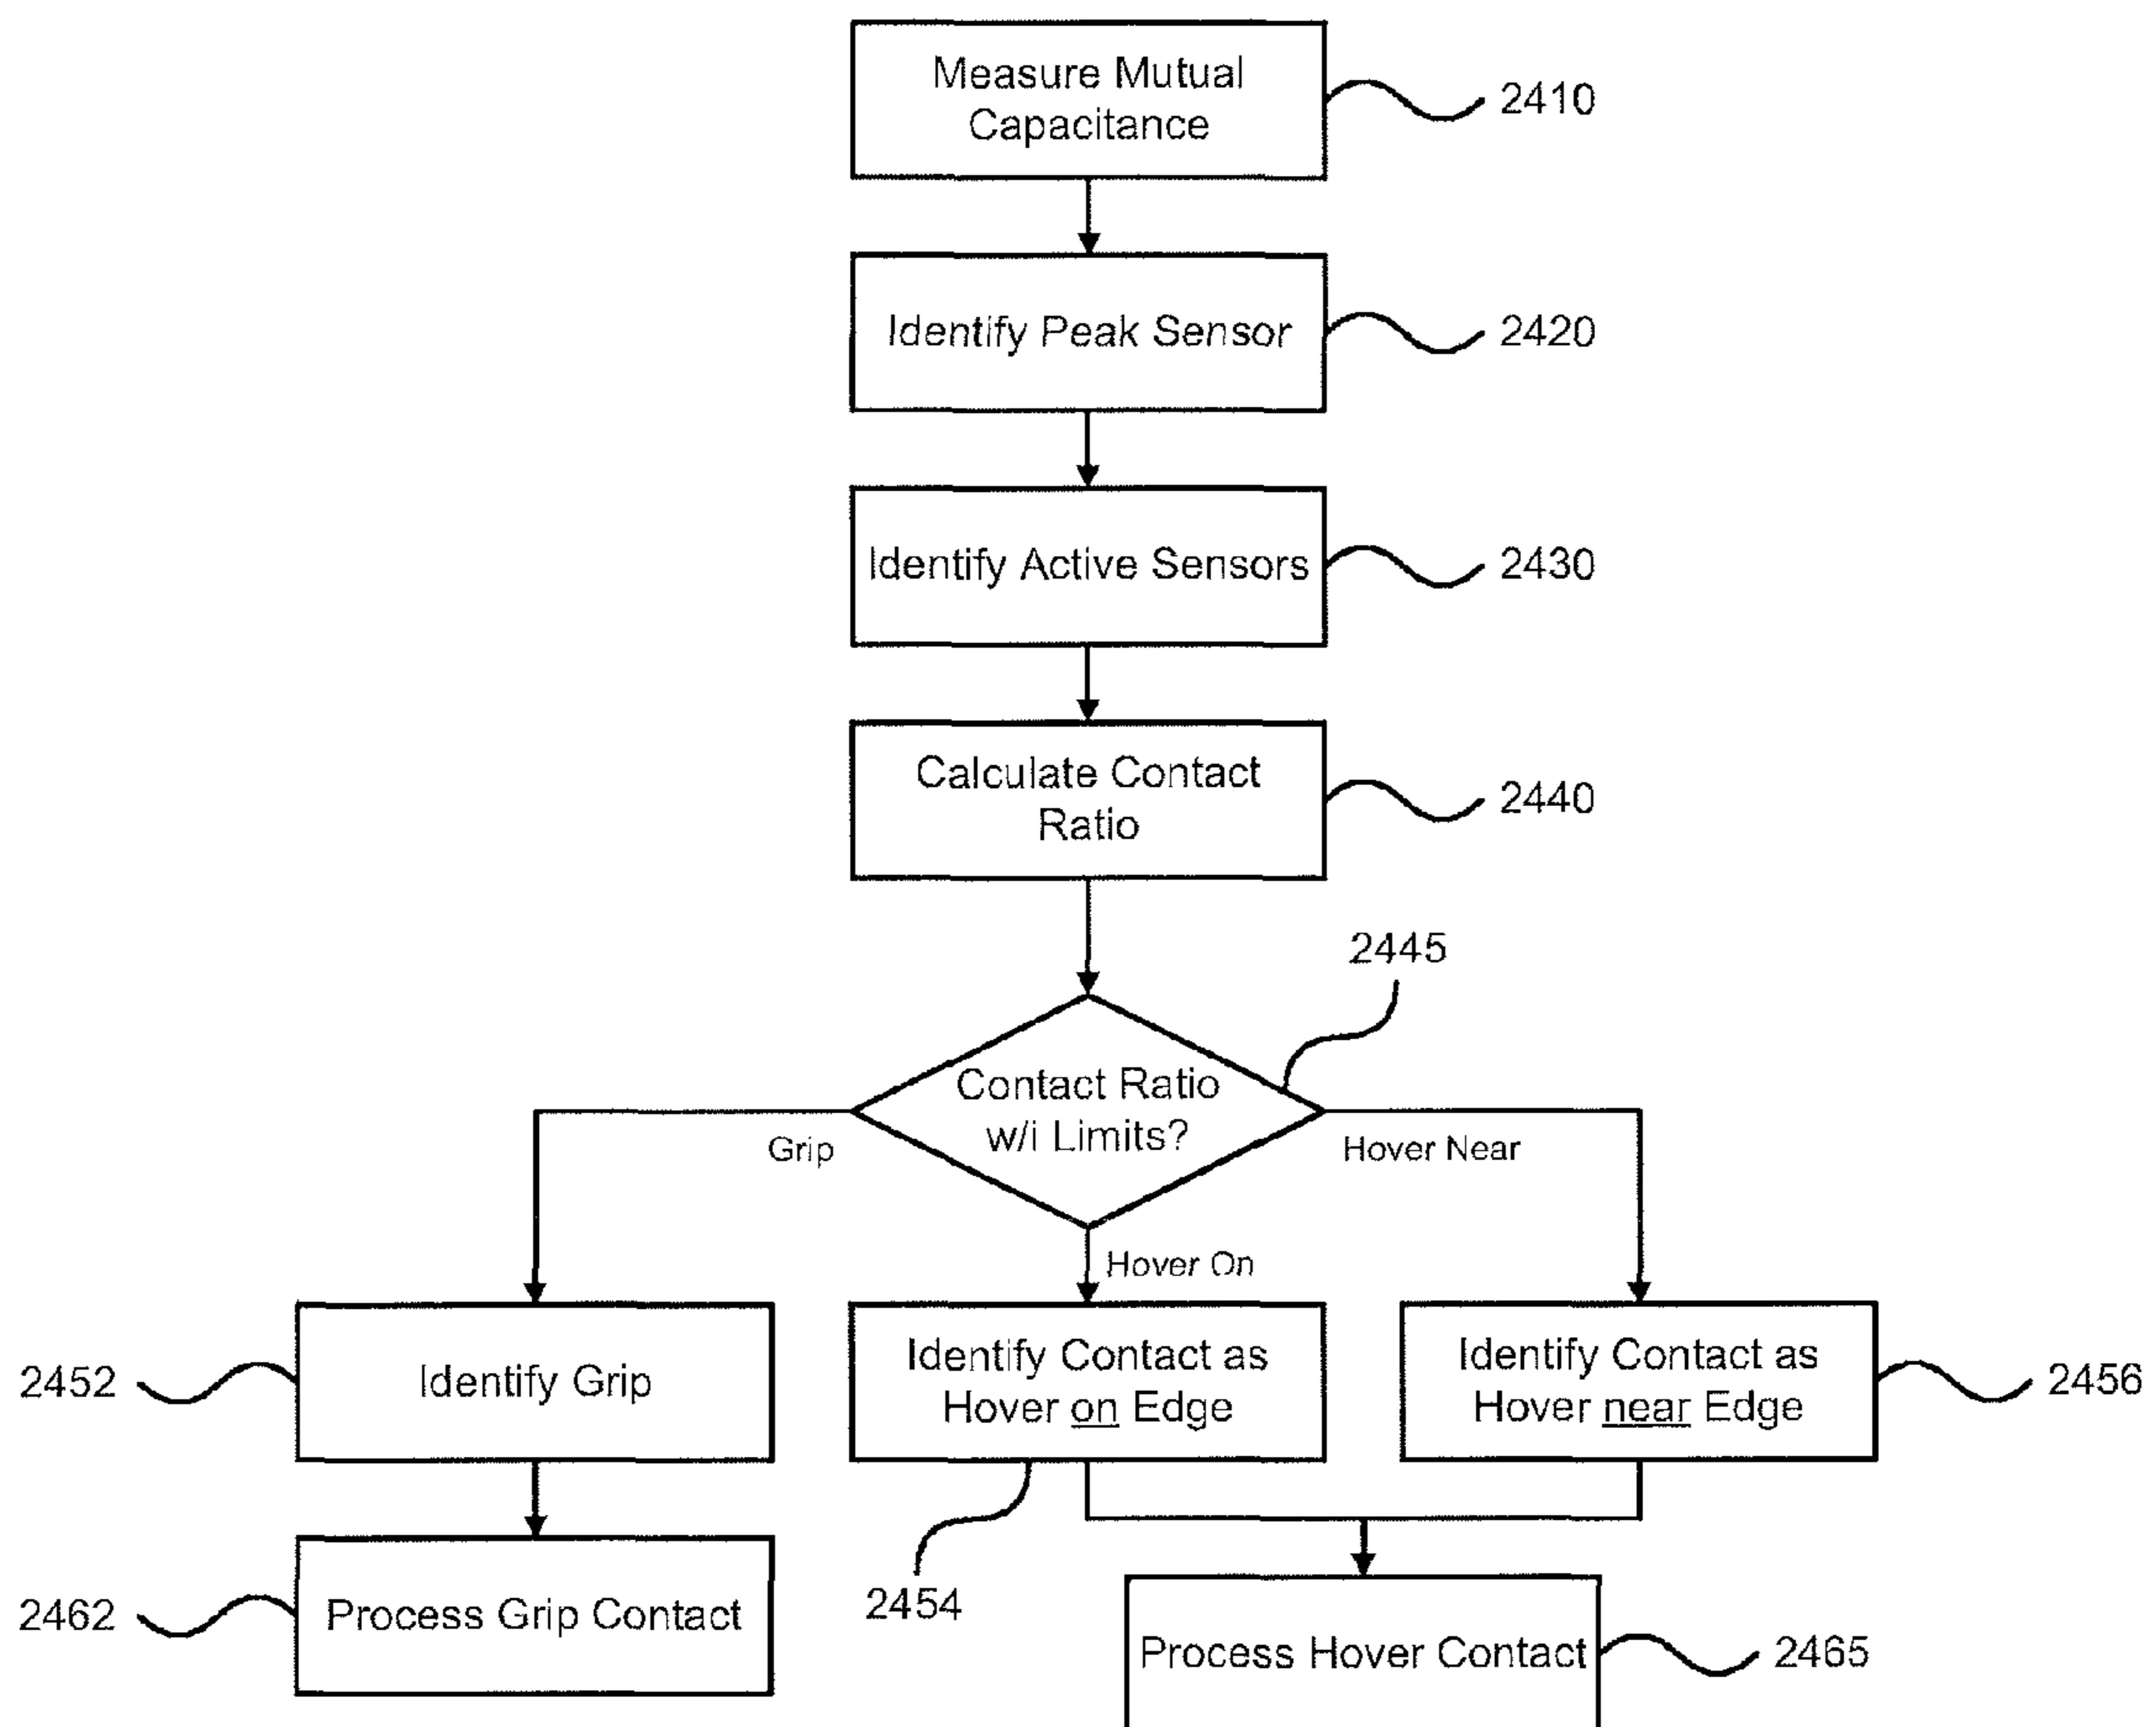 Measure Mutual
Capacitance
2410
Identify Peak Sensor
2420
Identify Active Sensors
2430
Calculate Contact
Ratio
2440
2445
Contact Ratio
w/i Limits?
Grip
Hover Near
Hover On
2452
Identify Grip
Identify Contact as
Hover on Edge
Identify Contact as
Hover near Edge
2456
2454
2462
Process Grip Contact
Process Hover Contact
2465